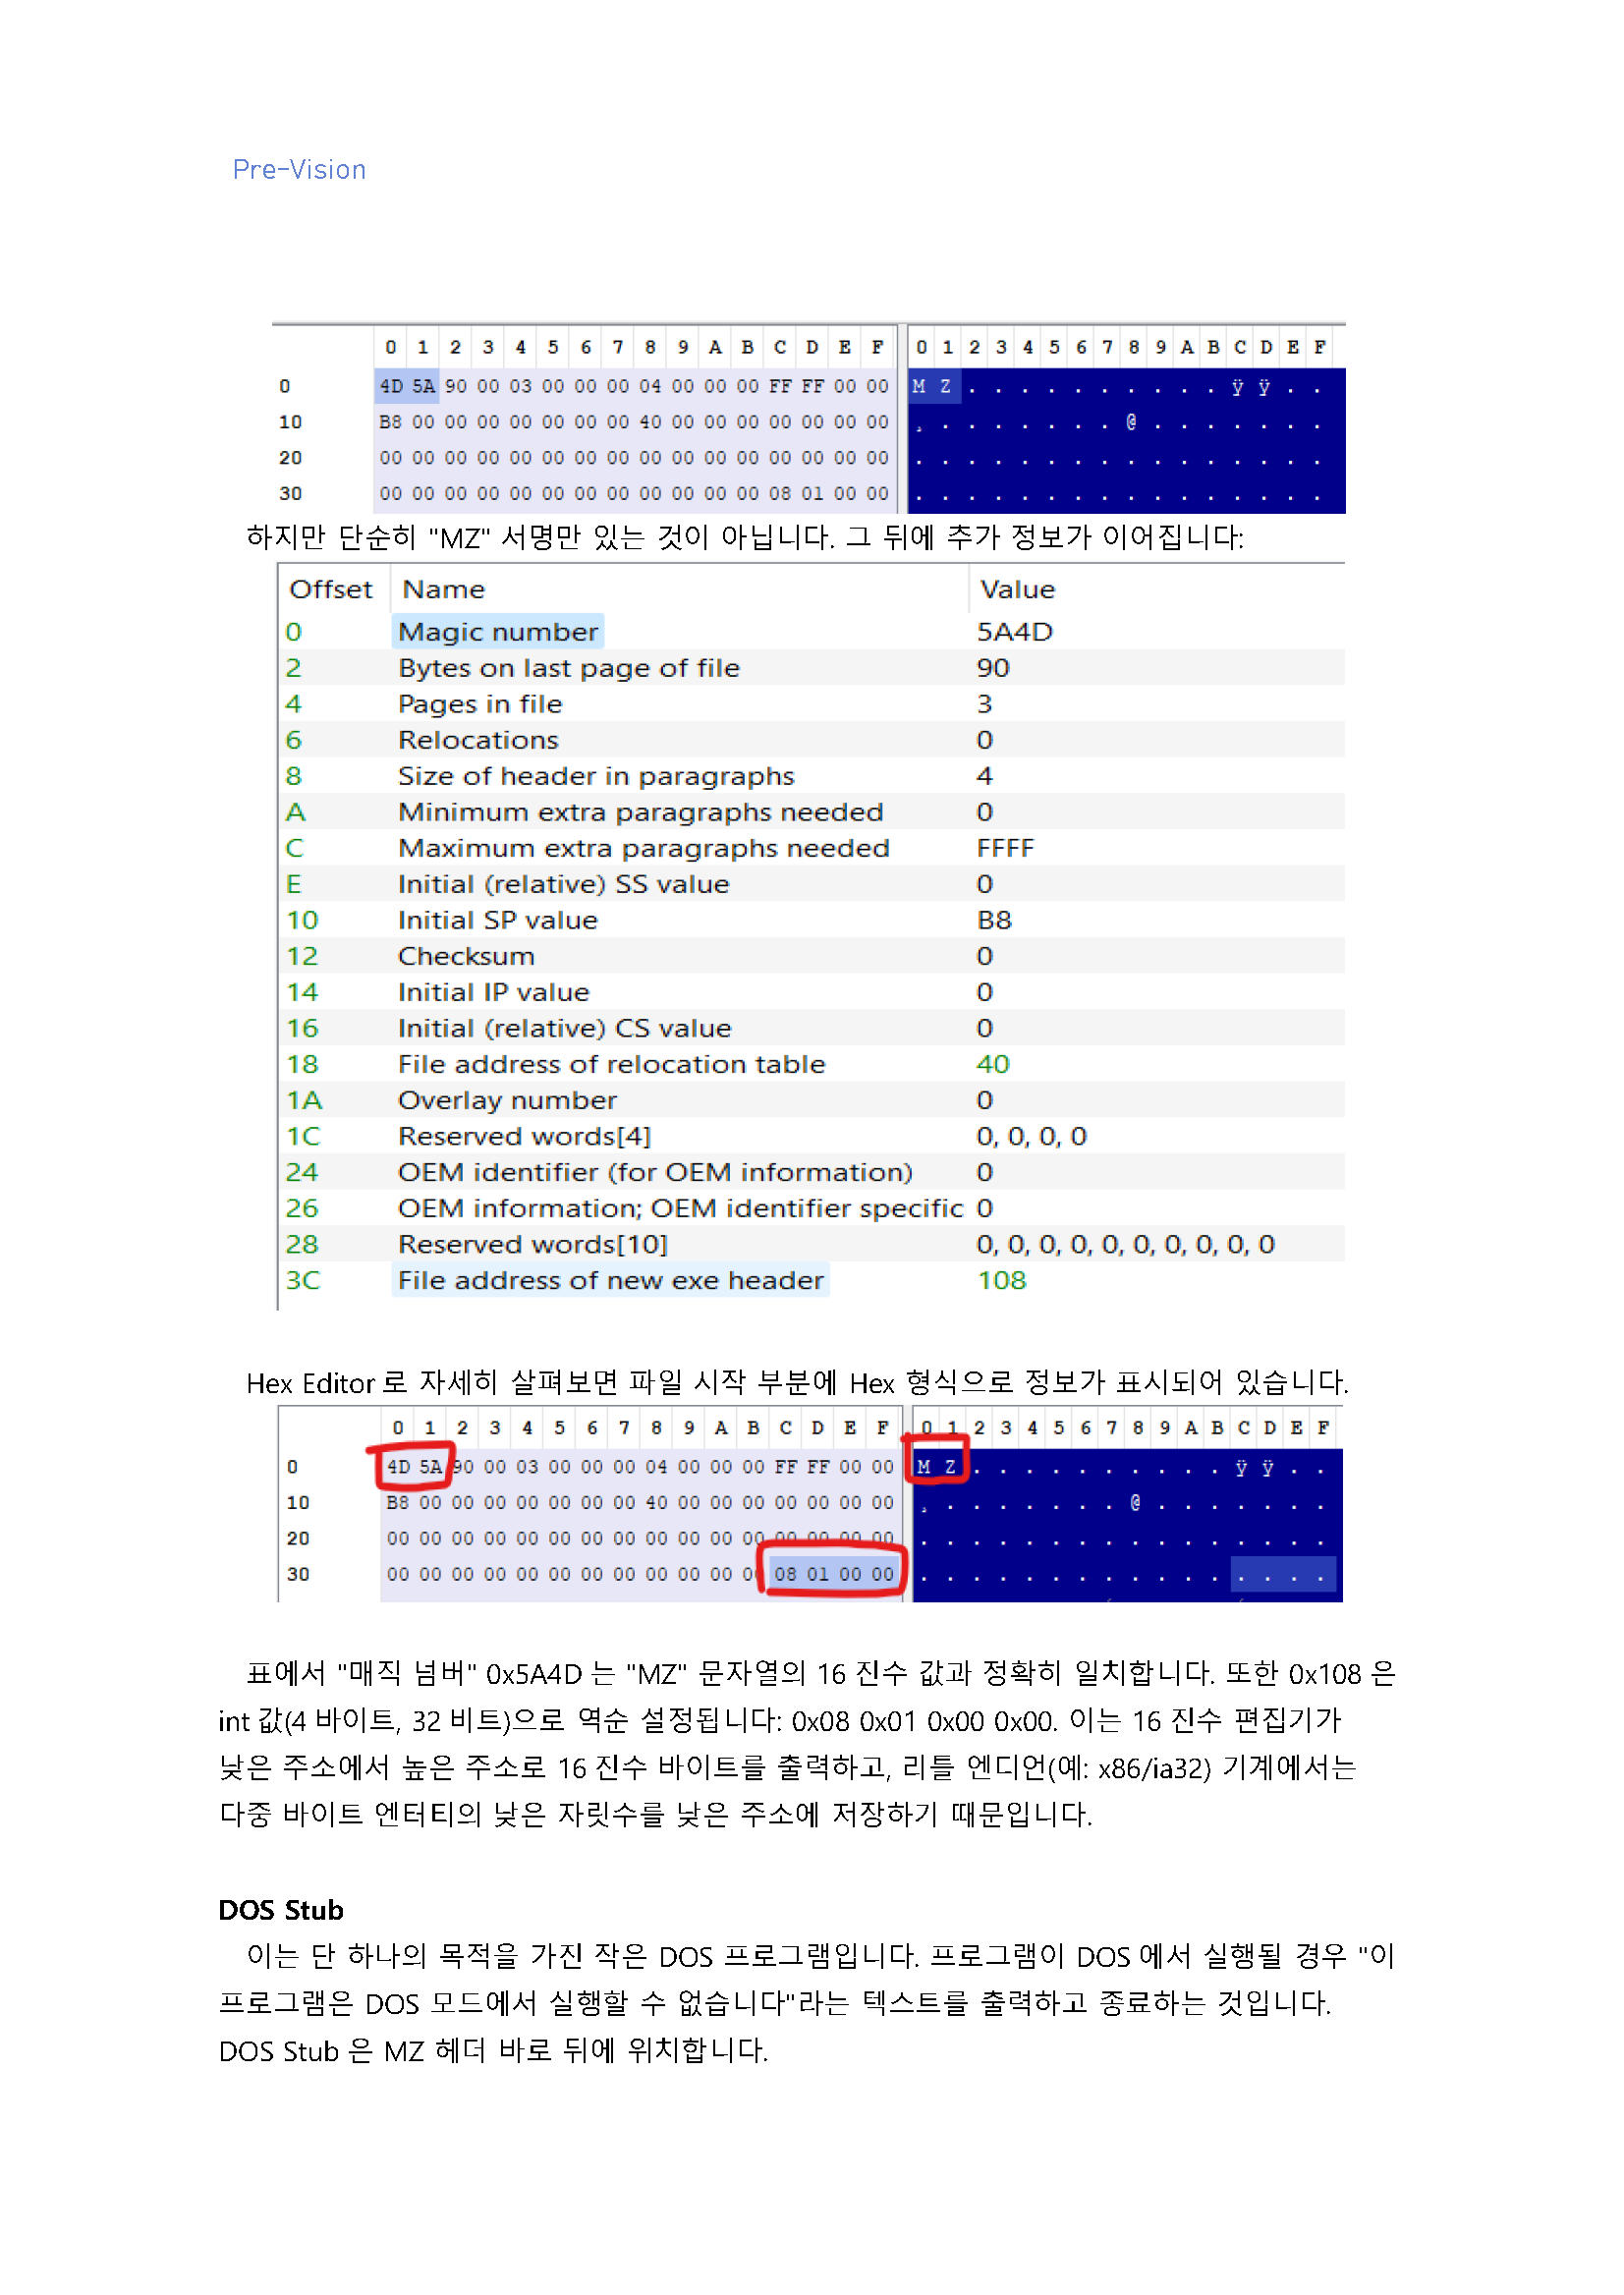 Pre-Vision
0 1 2 3 4 5 6 7 8 9 A B C D E F 0 1 2 3 4 5 6 7 8 9 A B C D E F
0 4D 5A 90 00 03 00 00 00 04 00 00 00 FF FF 00 00 M Z . . . . . . . . . . ÿ ÿ . .
10 B8 00 00 00 00 00 00 00 40 00 00 00 00 00 00 00 ¸ . . . . . . . @ . . . . . . .
20 00 00 00 00 00 00 00 00 00 00 00 00 00 00 00 00 . . . . . . . . . . . . . . . .
30 00 00 00 00 00 00 00 00 00 00 00 00 08 01 00 00 . . . . . . . . . . . . . . . .
하지만 단순히 "MZ" 서명만 있는 것이 아닙니다. 그 뒤에 추가 정보가 이어집니다:
Offset Name Value
0 Magic number 5A4D
2 Bytes on last page of file 90
4 Pages in file 3
6 Relocations 0
8 Size of header in paragraphs 4
A Minimum extra paragraphs needed 0
C Maximum extra paragraphs needed FFFF
E Initial (relative) SS value 0
10 Initial SP value B8
12 Checksum 0
14 Initial IP value 0
16 Initial (relative) CS value 0
18 File address of relocation table 40
1A Overlay number 0
1C Reserved words[4] 0, 0, 0, 0
24 OEM identifier (for OEM information) 0
26 OEM information; OEM identifier specific 0
28 Reserved words[10] 0, 0, 0, 0, 0, 0, 0, 0, 0, 0
3C File address of new exe header 108
Hex Editor 로 자세히 살펴보면 파일 시작 부분에 Hex 형식으로 정보가 표시되어 있습니다.
0 1 2 3 4 5 6 7 8 9 A B C D E F 0 1 2 3 4 5 6 7 8 9 A B C D E F
0 4D 5A 90 00 03 00 00 00 04 00 00 00 FF FF 00 00 M Z . . . . . . . . . . ÿ ÿ . .
10 B8 00 00 00 00 00 00 00 40 00 00 00 00 00 00 00 ¸ . . . . . . . @ . . . . . . .
20 00 00 00 00 00 00 00 00 00 00 00 00 00 00 00 00 . . . . . . . . . . . . . . . .
30 00 00 00 00 00 00 00 00 00 00 00 00 08 01 00 00 . . . . . . . . . . . . . . . .
표에서 "매직 넘버" 0x5A4D 는 "MZ" 문자열의 16 진수 값과 정확히 일치합니다. 또한 0x108 은
int 값(4 바이트, 32 비트)으로 역순 설정됩니다: 0x08 0x01 0x00 0x00. 이는 16 진수 편집기가
낮은 주소에서 높은 주소로 16 진수 바이트를 출력하고, 리틀 엔디언(예: x86/ia32) 기계에서는
다중 바이트 엔터티의 낮은 자릿수를 낮은 주소에 저장하기 때문입니다.
DOS Stub
이는 단 하나의 목적을 가진 작은 DOS 프로그램입니다. 프로그램이 DOS 에서 실행될 경우 "이
프로그램은 DOS 모드에서 실행할 수 없습니다"라는 텍스트를 출력하고 종료하는 것입니다.
DOS Stub 은 MZ 헤더 바로 뒤에 위치합니다.